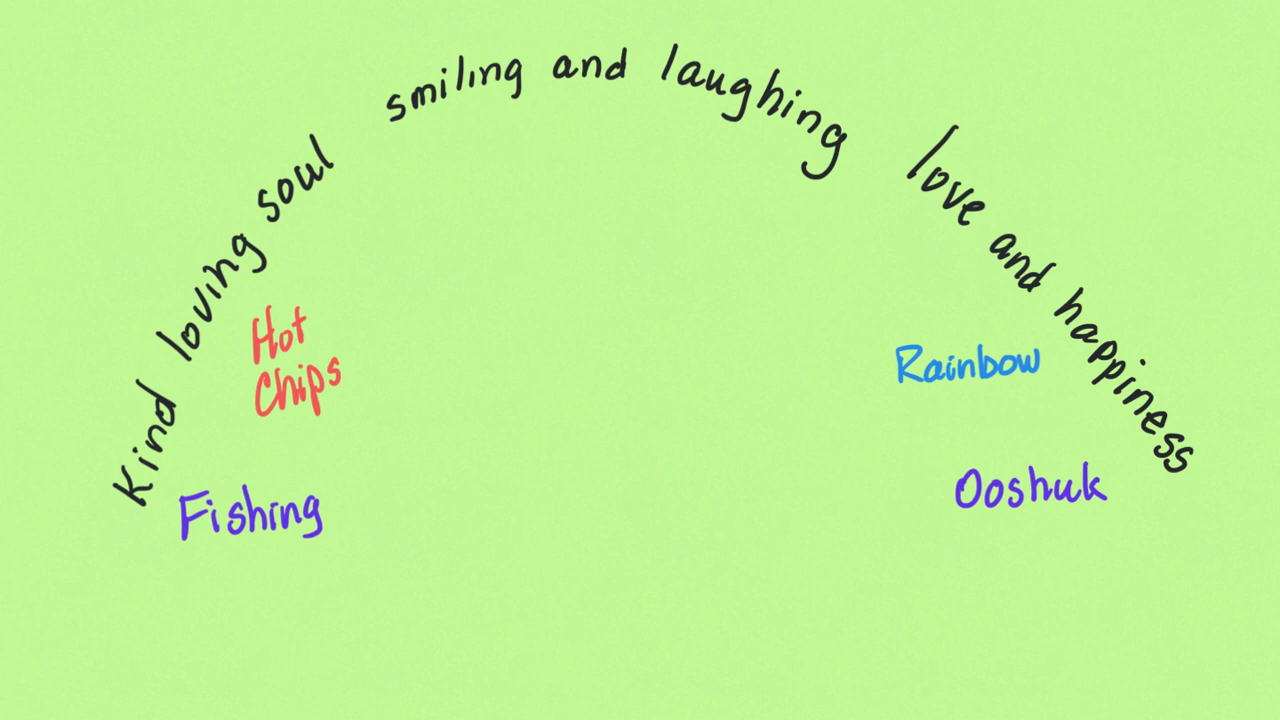 Kind loving soul smiling and laughing love and happiness
Hot
Chips
Rainbow
Fishing
Ooshuk